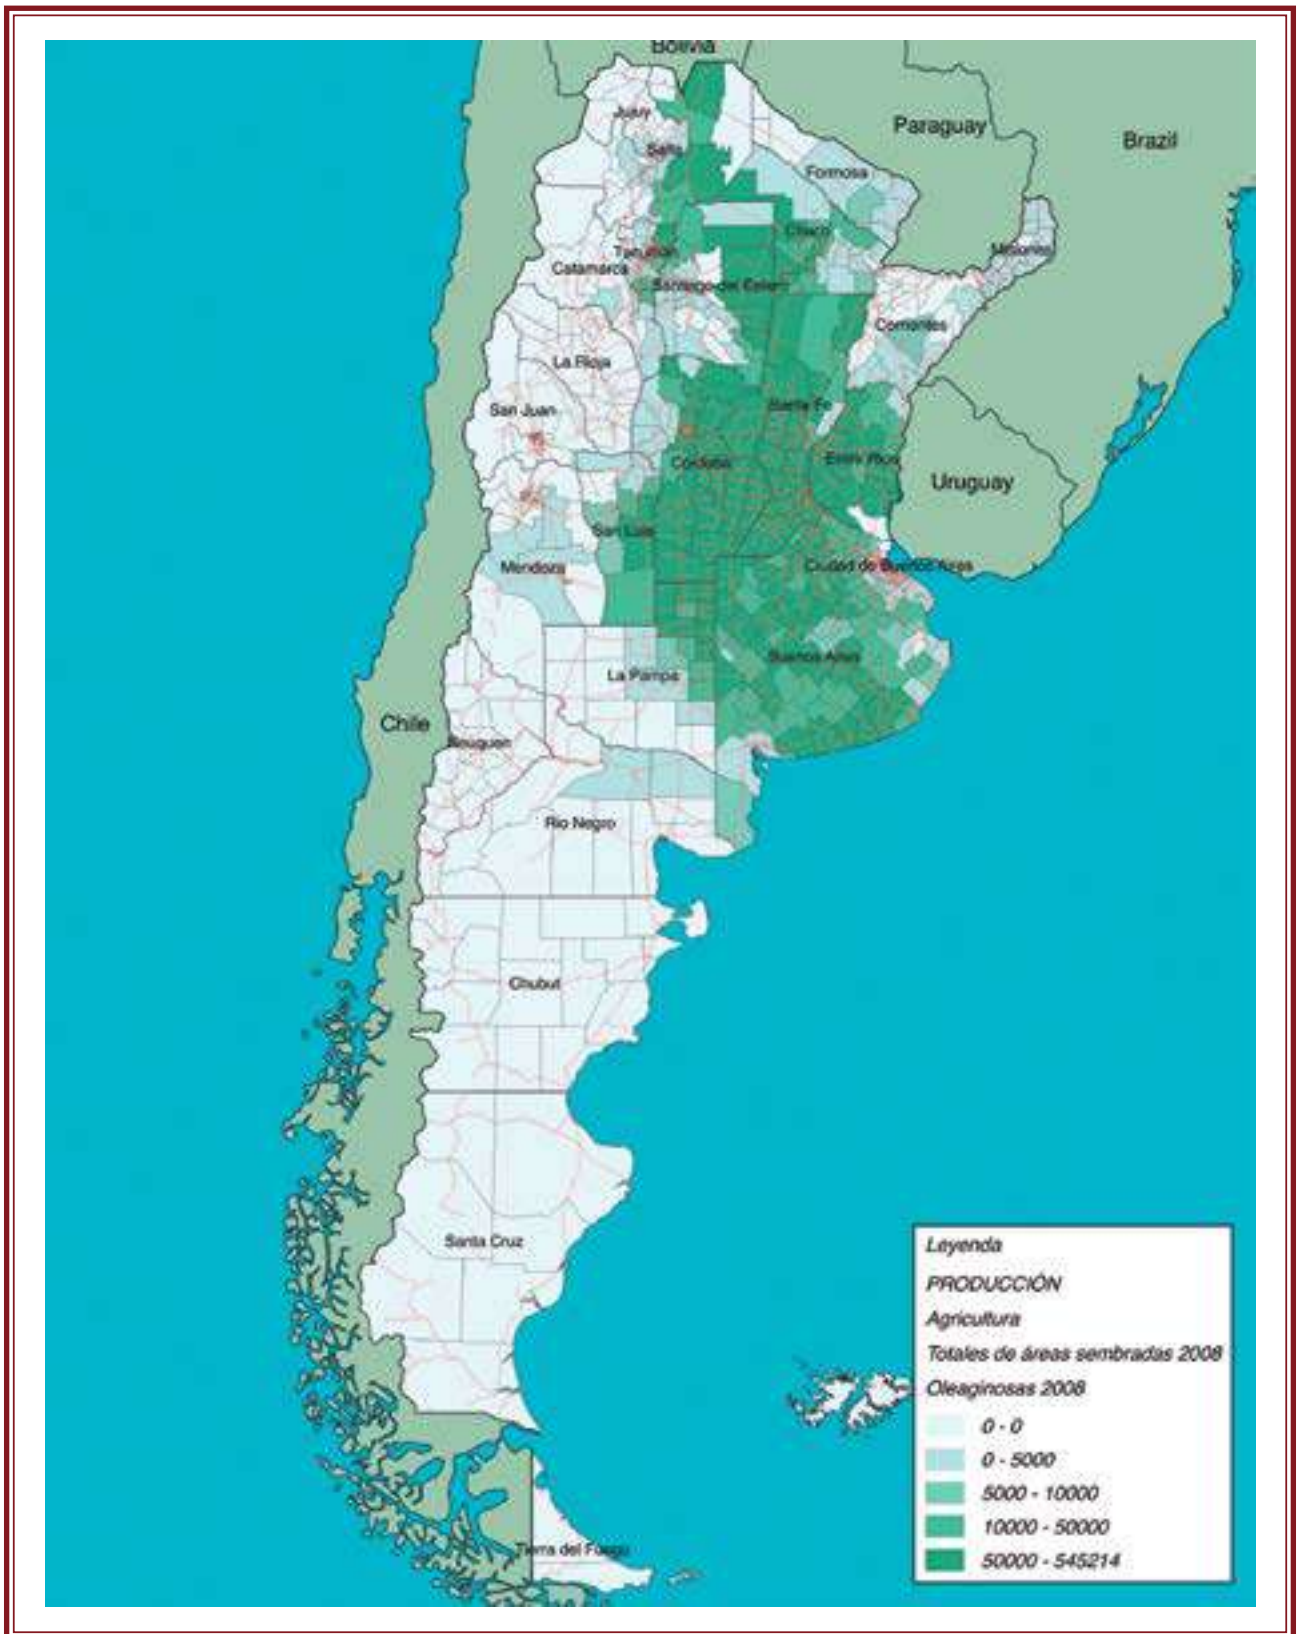 Bolivia
Paraguay
Brazil
Jujuy
Salta
Formosa
Chaco
Misiones
Tucumán
Catamarca
Santiago del Estero
Corrientes
La Rioja
San Juan
Santa Fe
Córdoba
Entre Ríos
Uruguay
San Luis
Mendoza
Ciudad de Buenos Aires
Buenos Aires
La Pampa
Chile
Neuquen
Río Negro
Chubut
Santa Cruz
Tierra del Fuego
Leyenda
PRODUCCIÓN
Agricultura
Totales de áreas sembradas 2008
Oleaginosas 2008
0 - 0
0 - 5000
5000 - 10000
10000 - 50000
50000 - 545214